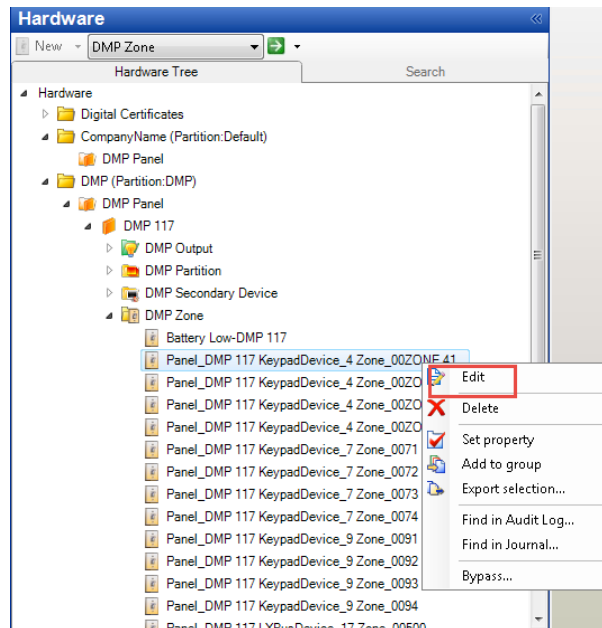 Hardware
New DMP Zone
Hardware Tree Search
Hardware
Digital Certificates
CompanyName (Partition:Default)
DMP Panel
DMP (Partition:DMP)
DMP Panel
DMP 117
DMP Output
DMP Partition
DMP Secondary Device
DMP Zone
Battery Low-DMP 117
Panel_DMP 117 KeypadDevice_4 Zone_00ZONE 41
Panel_DMP 117 KeypadDevice_4 Zone_00ZO
Panel_DMP 117 KeypadDevice_4 Zone_00ZO
Panel_DMP 117 KeypadDevice_4 Zone_00ZO
Panel_DMP 117 KeypadDevice_7 Zone_0071
Panel_DMP 117 KeypadDevice_7 Zone_0072
Panel_DMP 117 KeypadDevice_7 Zone_0073
Panel_DMP 117 KeypadDevice_7 Zone_0074
Panel_DMP 117 KeypadDevice_9 Zone_0091
Panel_DMP 117 KeypadDevice_9 Zone_0092
Panel_DMP 117 KeypadDevice_9 Zone_0093
Panel_DMP 117 KeypadDevice_9 Zone_0094
Panel_DMP 117 LXBusDevice_17 Zone_00500
Edit
Delete
Set property
Add to group
Export selection...
Find in Audit Log...
Find in Journal...
Bypass...